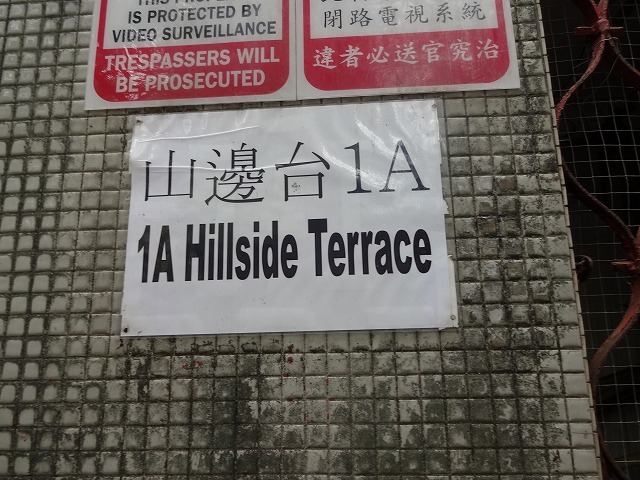 IS PROTECTED BY
VIDEO SURVEILLANCE
TRESPASSERS WILL
BE PROSECUTED
閉路電視系統
違者必送官究治
山邊台1A
1A Hillside Terrace